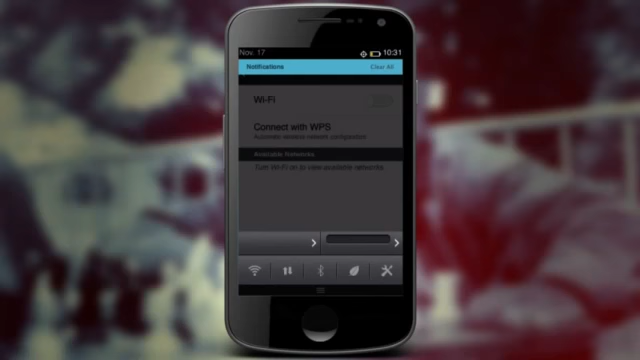 Nov. 17 10:31
Notifications Clear All
Wi-Fi
Connect with WPS
Automatic wireless network configuration
Available Networks
Turn Wi-Fi on to view available networks.